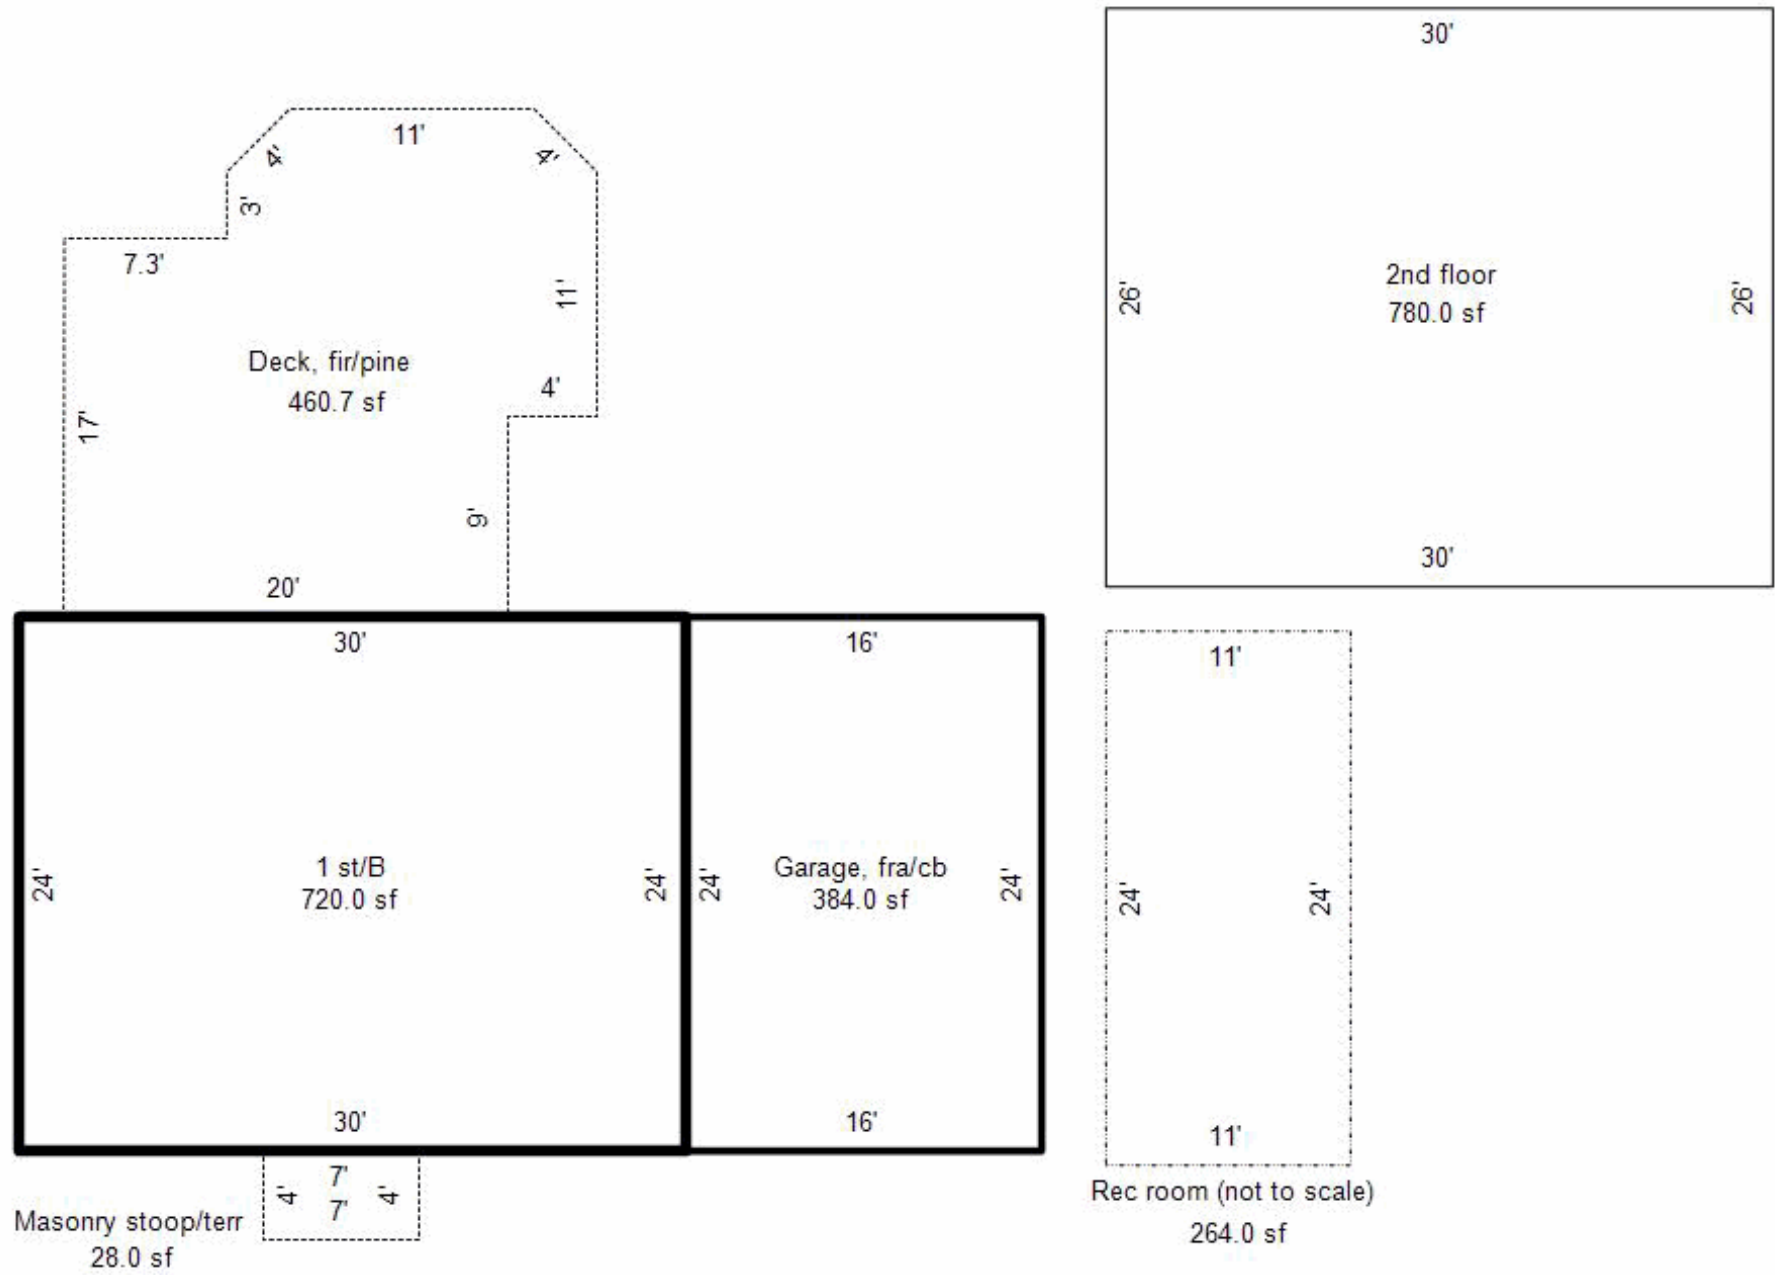 30'
11'
4'
4'
3'
7.3'
11'
26'
2nd floor
780.0 sf
26'
Deck, fir/pine
460.7 sf
4'
17'
9'
20'
30'
30'
16'
11'
24'
1 st/B
720.0 sf
24'
24'
Garage, fra/cb
384.0 sf
24'
24'
24'
30'
16'
11'
4'
7'
7'
4'
Masonry stoop/terr
28.0 sf
Rec room (not to scale)
264.0 sf